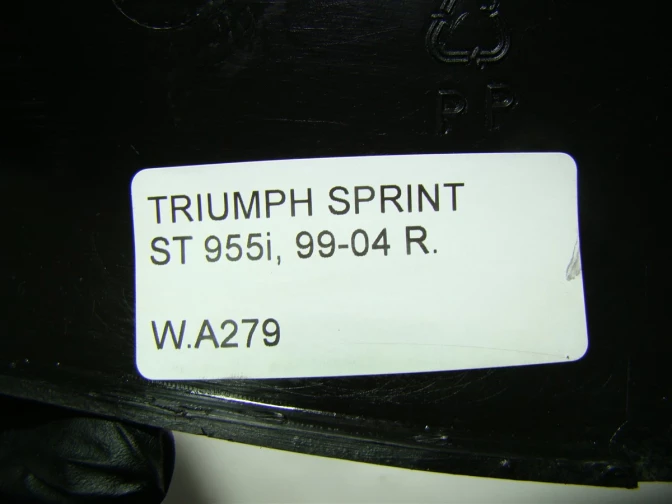 PP
TRIUMPH SPRINT
ST 955i, 99-04 R.
W.A279